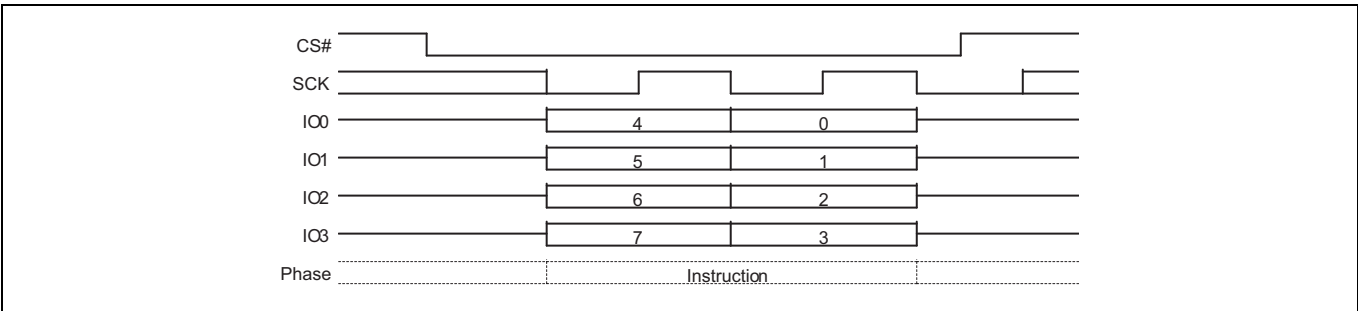 CS#
SCK
IO0 4 0
IO1 5 1
IO2 6 2
IO3 7 3
Phase Instruction